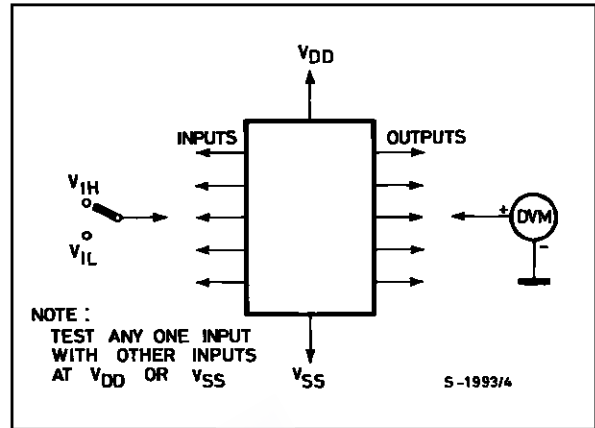 VDD
INPUTS
OUTPUTS
VIH
VIL
+
DVM
-
NOTE :
TEST ANY ONE INPUT
WITH OTHER INPUTS
AT VDD OR VSS
VSS
S-1993/4